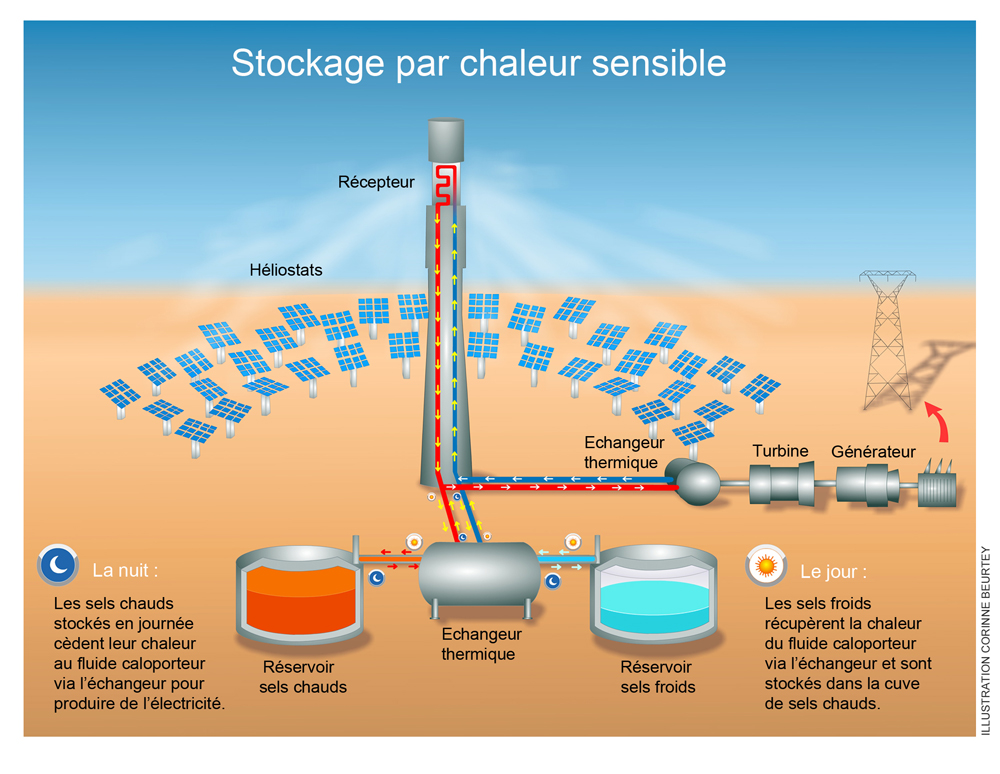 Stockage par chaleur sensible
Récepteur
Héliostats
Echangeur
thermique
Turbine
Générateur
La nuit :
Les sels chauds
stockés en journée
cèdent leur chaleur
au fluide caloporteur
via l'échangeur pour
produire de l'électricité.
Réservoir
sels chauds
Echangeur
thermique
Réservoir
sels froids
Le jour :
Les sels froids
récupèrent la chaleur
du fluide caloporteur
via l'échangeur et sont
stockés dans la cuve
de sels chauds.
ILLUSTRATION CORINNE BEURTEY